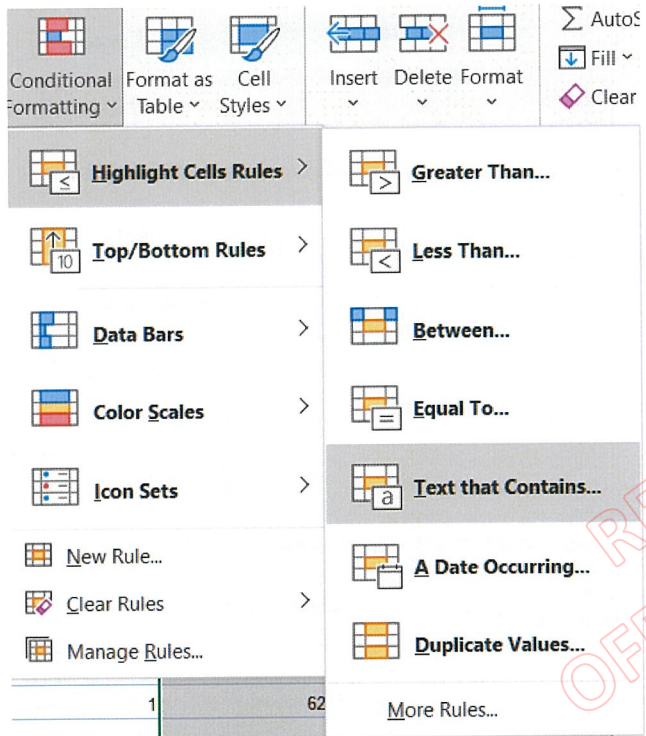 AutoS
Fill
Clear
Conditional Formatting
Format as Table
Cell Styles
Insert
Delete
Format
Highlight Cells Rules
Top/Bottom Rules
10
Data Bars
Color Scales
Icon Sets
New Rule...
Clear Rules
Manage Rules...
Greater Than...
>
Less Than...
<
Between...
Equal To...
=
Text that Contains...
a
A Date Occurring...
Duplicate Values...
More Rules...
1
62